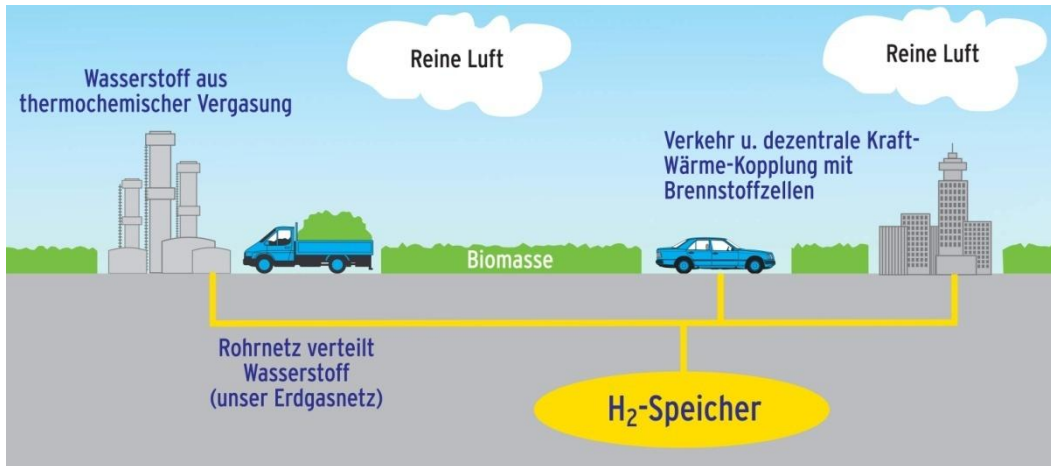 Reine Luft
Reine Luft
Wasserstoff aus
thermochemischer Vergasung
Verkehr u. dezentrale Kraft-
Wärme-Kopplung mit
Brennstoffzellen
Biomasse
Rohrnetz verteilt
Wasserstoff
(unser Erdgasnetz)
H₂-Speicher